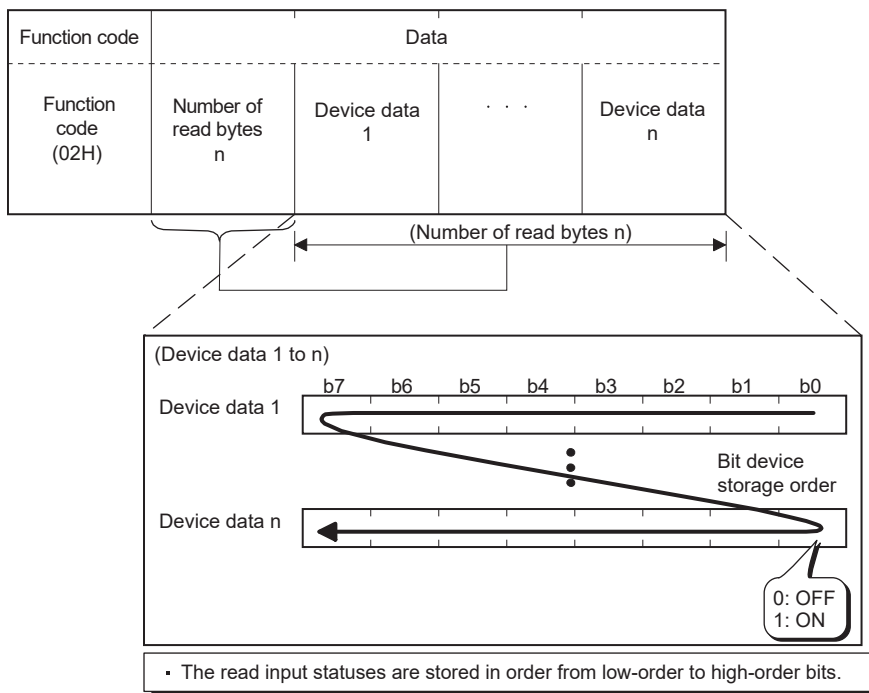 Function code Data
Function code (02H)
Number of read bytes n
Device data 1
· · ·
Device data n
(Number of read bytes n)
(Device data 1 to n)
b7 b6 b5 b4 b3 b2 b1 b0
Device data 1
Bit device
storage order
Device data n
0: OFF
1: ON
· The read input statuses are stored in order from low-order to high-order bits.